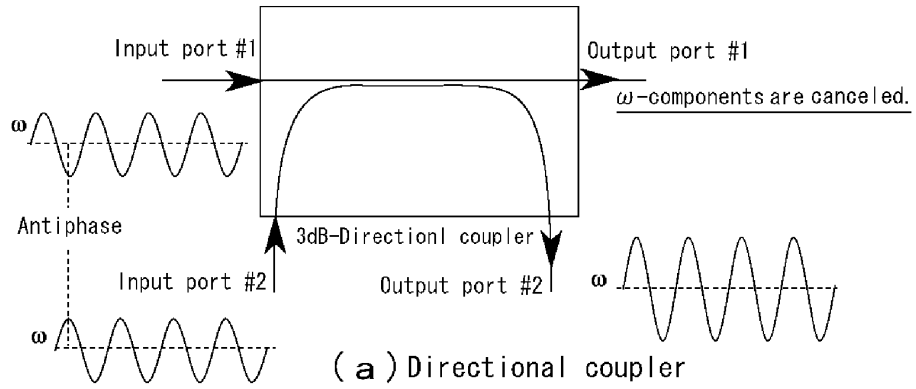 Input port #1
Output port #1
ω-components are canceled.
ω
Antiphase
3dB-Directionl coupler
Input port #2
Output port #2
ω
ω
(a) Directional coupler